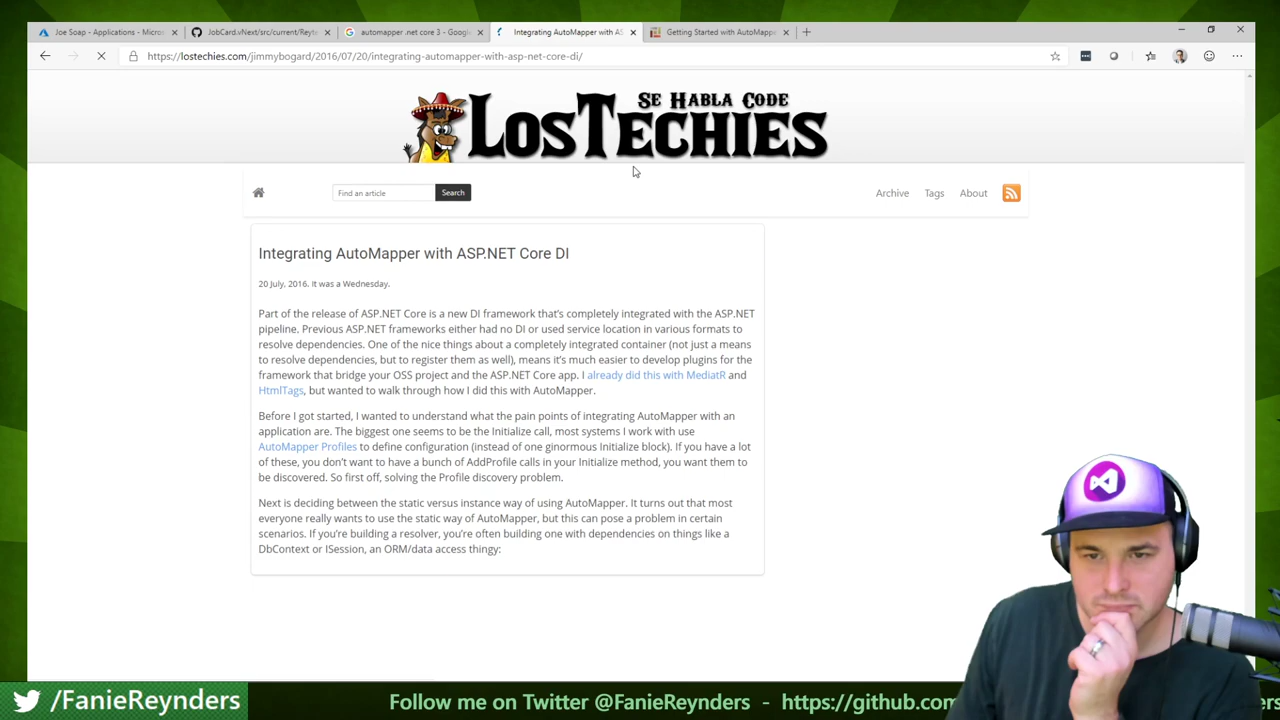 Joe Soap - Applications - Micros
JobCard.vNext/src/current/Reyte
automapper .net core 3 - Google
Integrating AutoMapper with AS
Getting Started with AutoMappe
https://lostechies.com/jimmybogard/2016/07/20/integrating-automapper-with-asp-net-core-di/
SE HABLA CODE
LOSTECHIES
Find an article
Search
Archive
Tags
About
Integrating AutoMapper with ASP.NET Core DI
20 July, 2016. It was a Wednesday.
Part of the release of ASP.NET Core is a new DI framework that's completely integrated with the ASP.NET
pipeline. Previous ASP.NET frameworks either had no DI or used service location in various formats to
resolve dependencies. One of the nice things about a completely integrated container (not just a means
to resolve dependencies, but to register them as well), means it's much easier to develop plugins for the
framework that bridge your OSS project and the ASP.NET Core app. I already did this with MediatR and
HtmlTags, but wanted to walk through how I did this with AutoMapper.
Before I got started, I wanted to understand what the pain points of integrating AutoMapper with an
application are. The biggest one seems to be the Initialize call, most systems I work with use
AutoMapper Profiles to define configuration (instead of one ginormous Initialize block). If you have a lot
of these, you don't want to have a bunch of AddProfile calls in your Initialize method, you want them to
be discovered. So first off, solving the Profile discovery problem.
Next is deciding between the static versus instance way of using AutoMapper. It turns out that most
everyone really wants to use the static way of AutoMapper, but this can pose a problem in certain
scenarios. If you're building a resolver, you're often building one with dependencies on things like a
DbContext or ISession, an ORM/data access thingy:
/FanieReynders
Follow me on Twitter @FanieReynders - https://github.com
ders